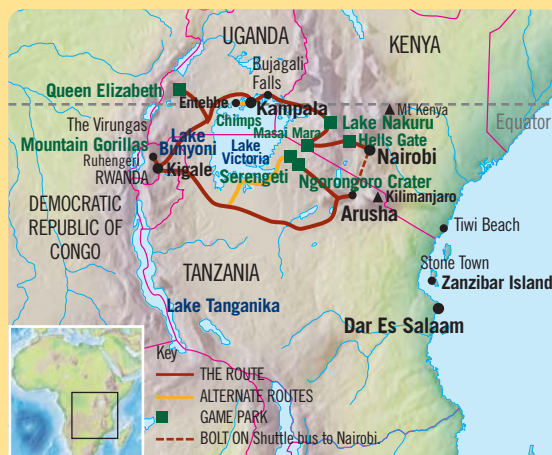 UGANDA
KENYA
Bujagali
Falls
Queen Elizabeth
Entebbe
Kampala
Chimps
Mt Kenya
Equator
The Virungas
Lake Nakuru
Masai Mara
Hells Gate
Mountain Gorillas
Lake
Bunyoni
Lake
Victoria
Nairobi
Ruhengeri
RWANDA
Kigale
Serengeti
Ngorongoro Crater
Kilimanjaro
Arusha
DEMOCRATIC
REPUBLIC OF
CONGO
Tiwi Beach
TANZANIA
Stone Town
Zanzibar Island
Lake Tanganika
Dar Es Salaam
Key
THE ROUTE
ALTERNATE ROUTES
GAME PARK
BOLT ON Shuttle bus to Nairobi